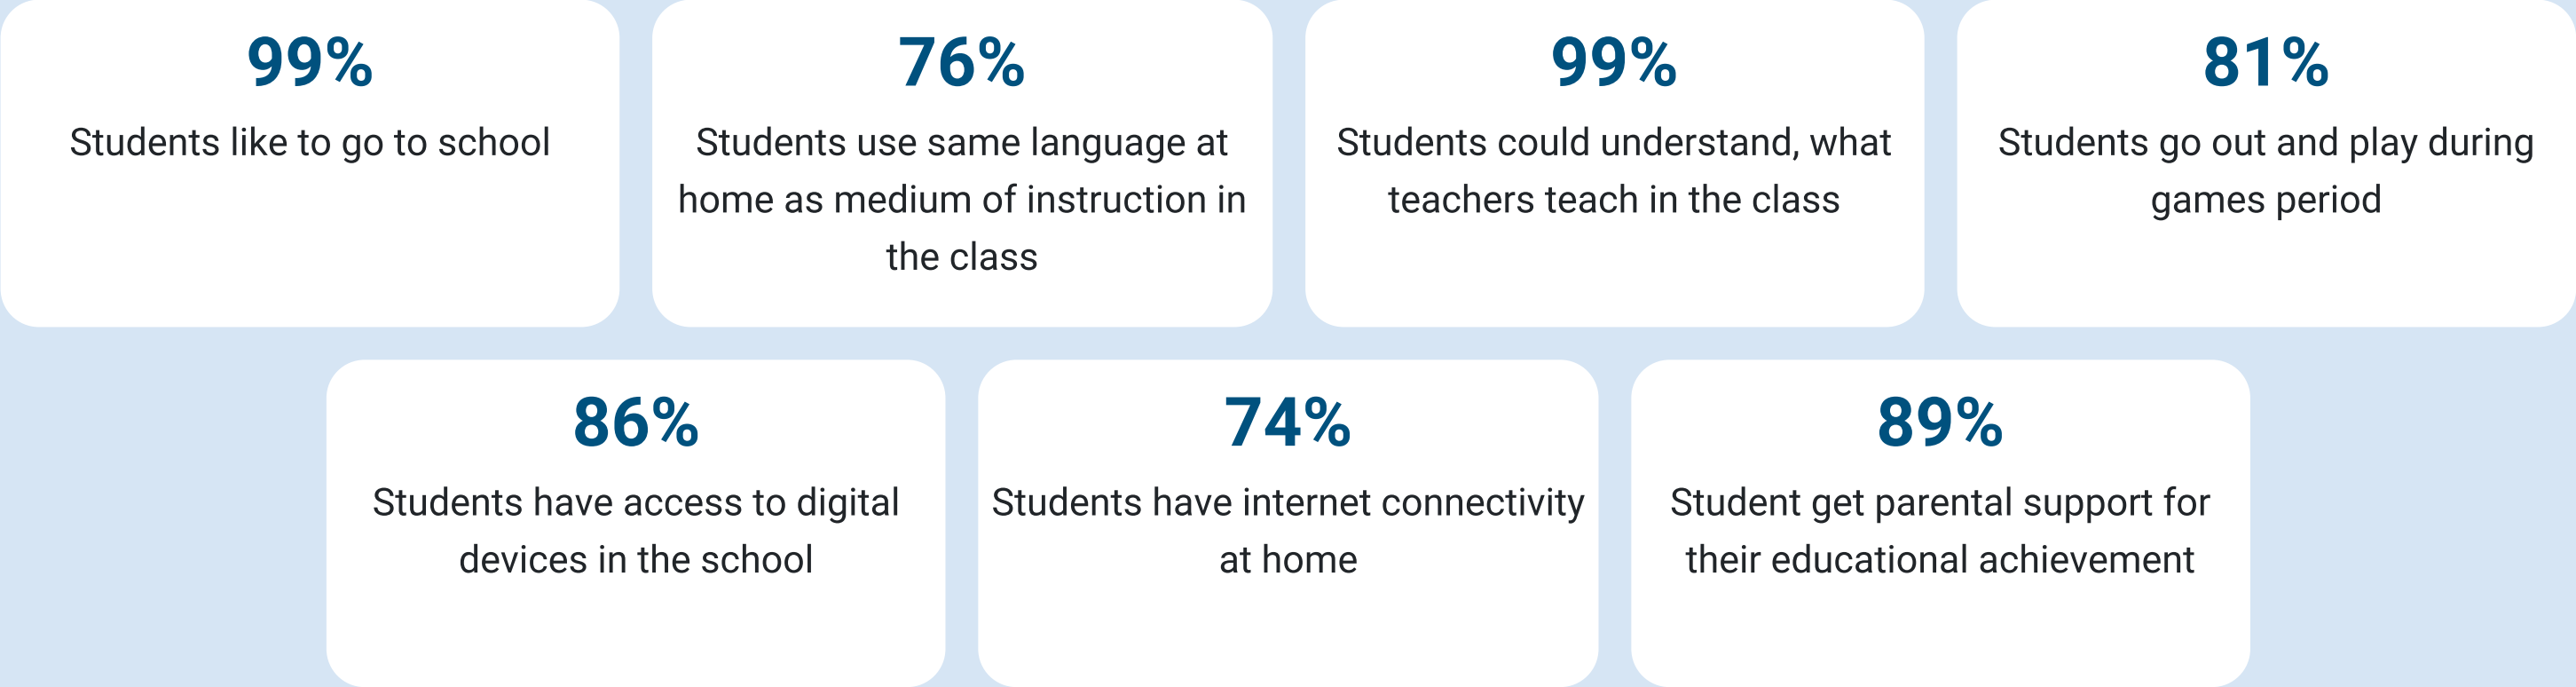 99%
Students like to go to school
76%
Students use same language at
home as medium of instruction in
the class
99%
Students could understand, what
teachers teach in the class
81%
Students go out and play during
games period
86%
Students have access to digital
devices in the school
74%
Students have internet connectivity
at home
89%
Student get parental support for
their educational achievement